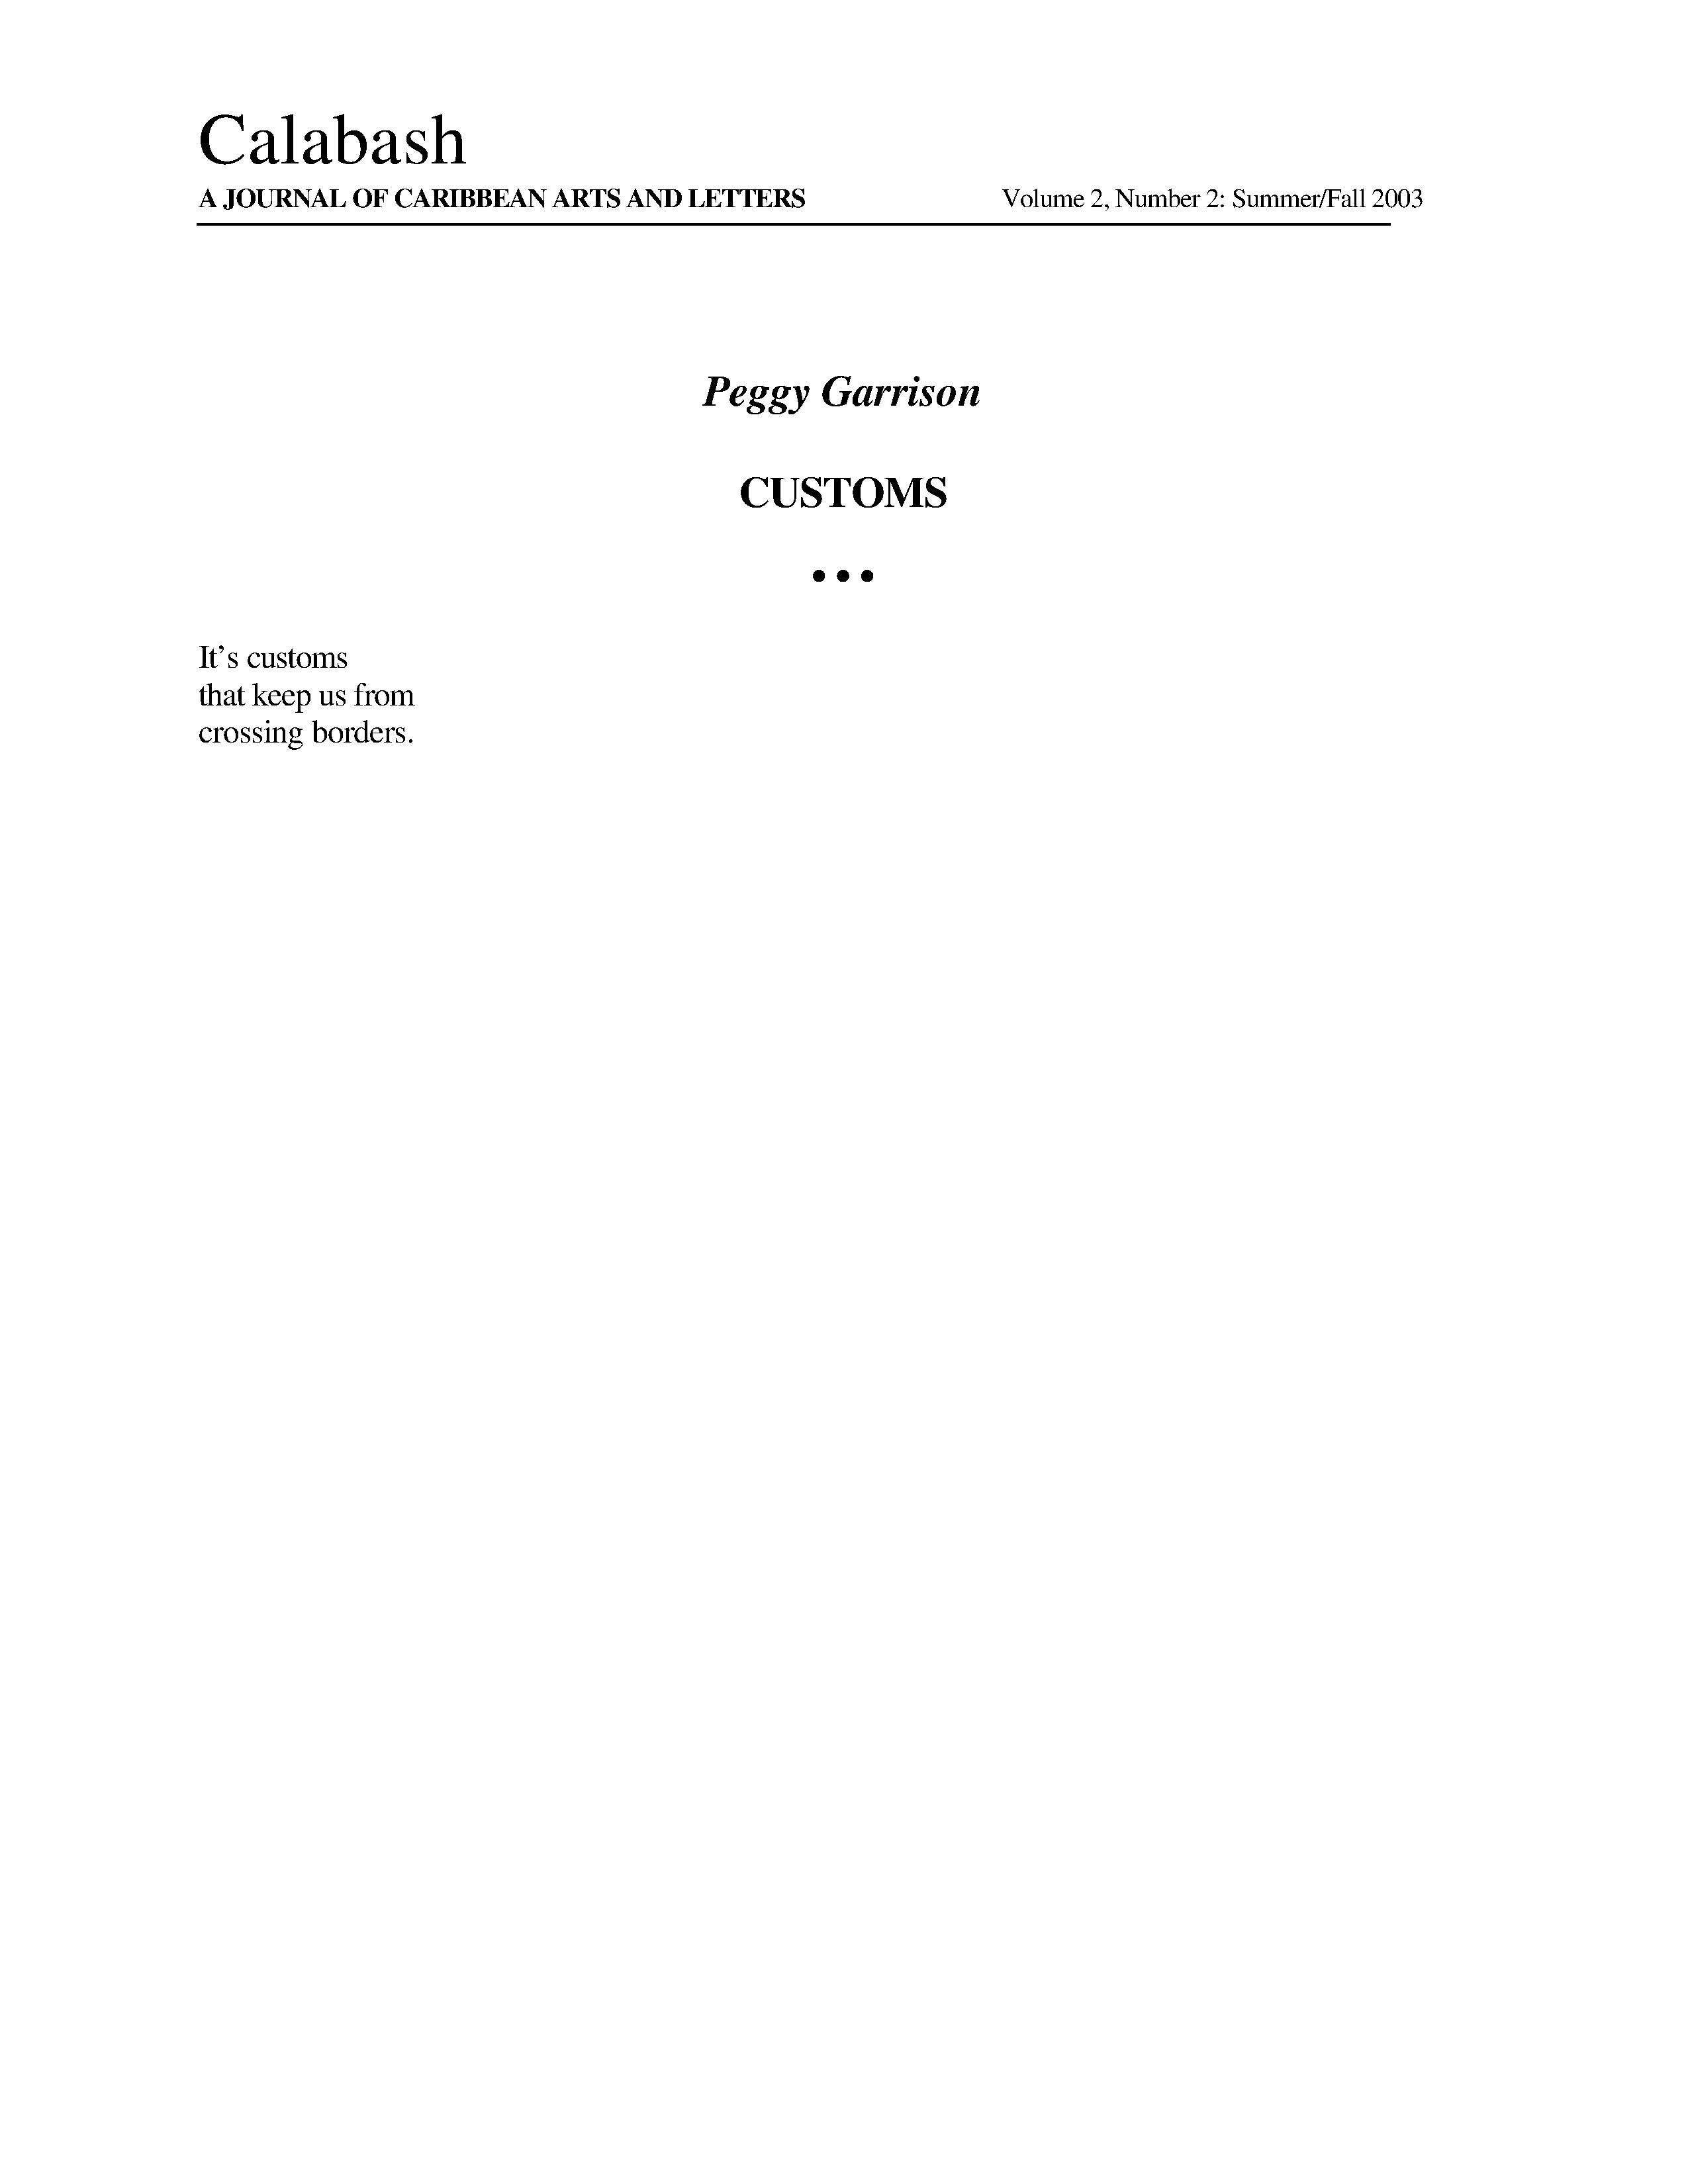 Calabash
A JOURNAL OF CARIBBEAN ARTS AND LETTERS Volume 2, Number 2: Summer/Fall 2003
Peggy Garrison
CUSTOMS
•••
It’s customs
that keep us from
crossing borders.